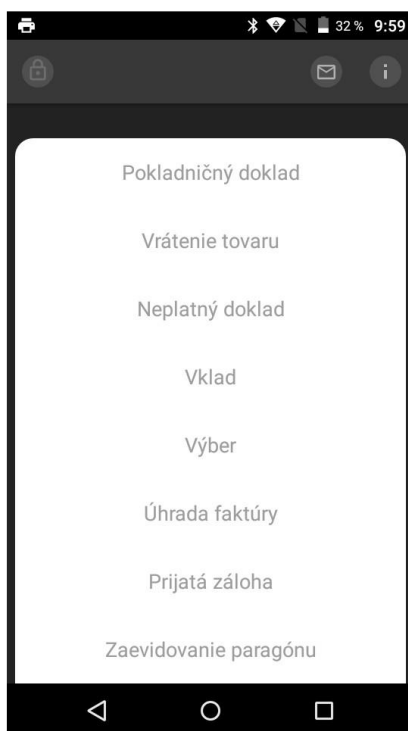 32 % 9:59
Pokladničný doklad
Vrátenie tovaru
Neplatný doklad
Vklad
Výber
Úhrada faktúry
Prijatá záloha
Zaevidovanie paragónu